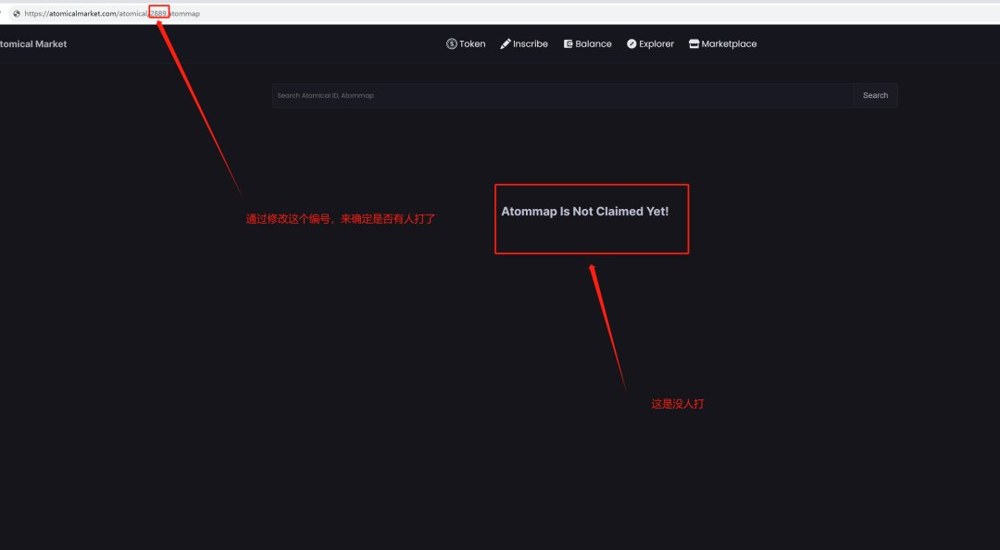 https://atomicalmarket.com/atomical/2889.atommap
tomical Market
Token
Inscribe
Balance
Explorer
Marketplace
Search Atomical ID, Atommap
Search
Atommap Is Not Claimed Yet!
通过修改这个编号，来确定是否有人打了
这是没人打